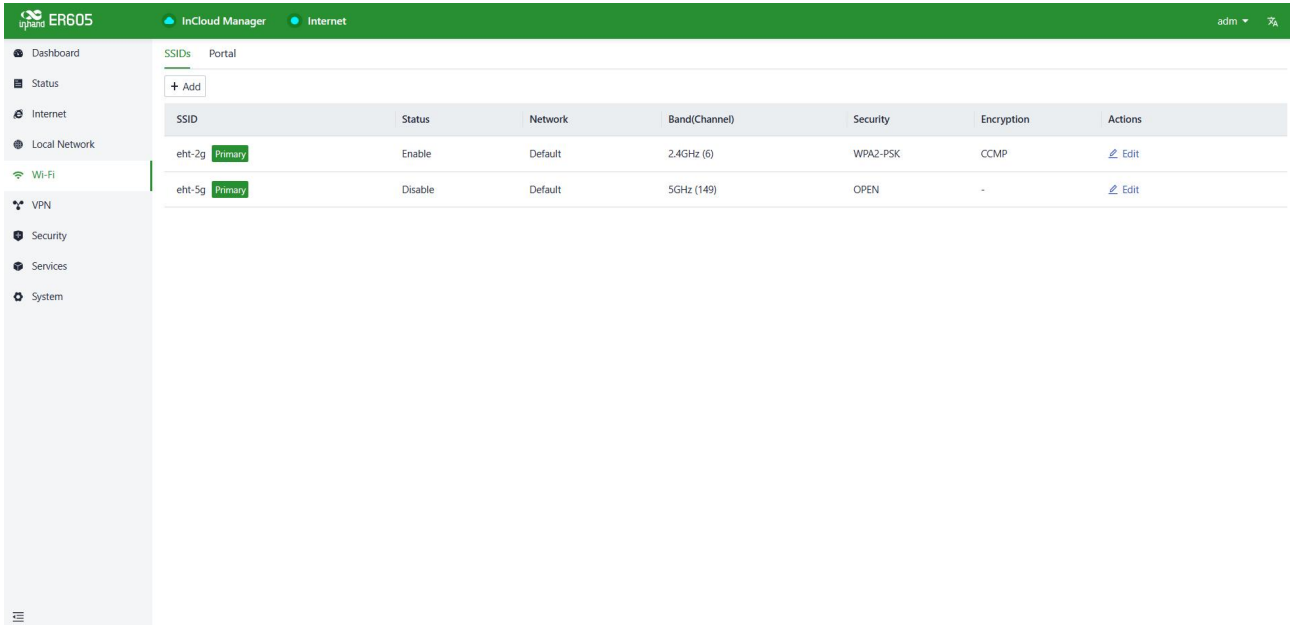 inhand ER605 InCloud Manager Internet adm
Dashboard
Status
Internet
Local Network
Wi-Fi
VPN
Security
Services
System
SSIDs Portal
+ Add
SSID Status Network Band(Channel) Security Encryption Actions
eht-2g Primary Enable Default 2.4GHz (6) WPA2-PSK CCMP Edit
eht-5g Primary Disable Default 5GHz (149) OPEN - Edit